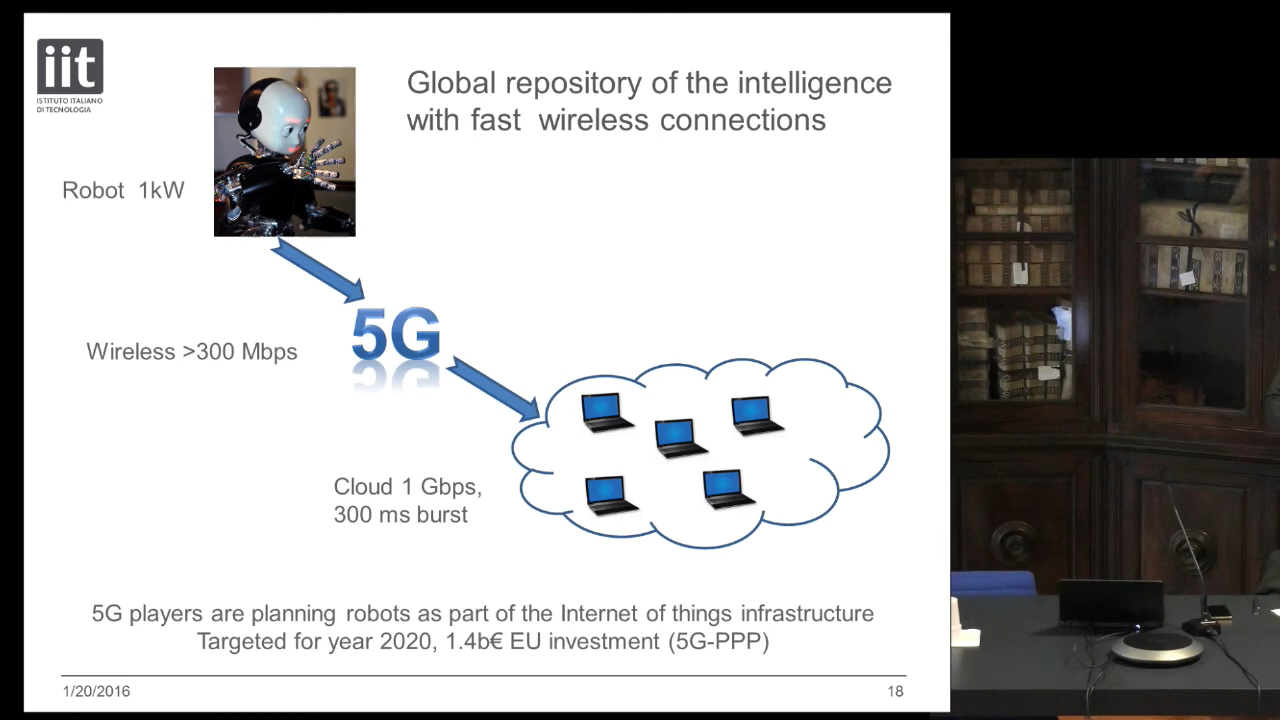 iit
ISTITUTO ITALIANO
DI TECNOLOGIA
Global repository of the intelligence
with fast wireless connections
Robot 1kW
5G
Wireless >300 Mbps
Cloud 1 Gbps,
300 ms burst
5G players are planning robots as part of the Internet of things infrastructure
Targeted for year 2020, 1.4b€ EU investment (5G-PPP)
1/20/2016
18